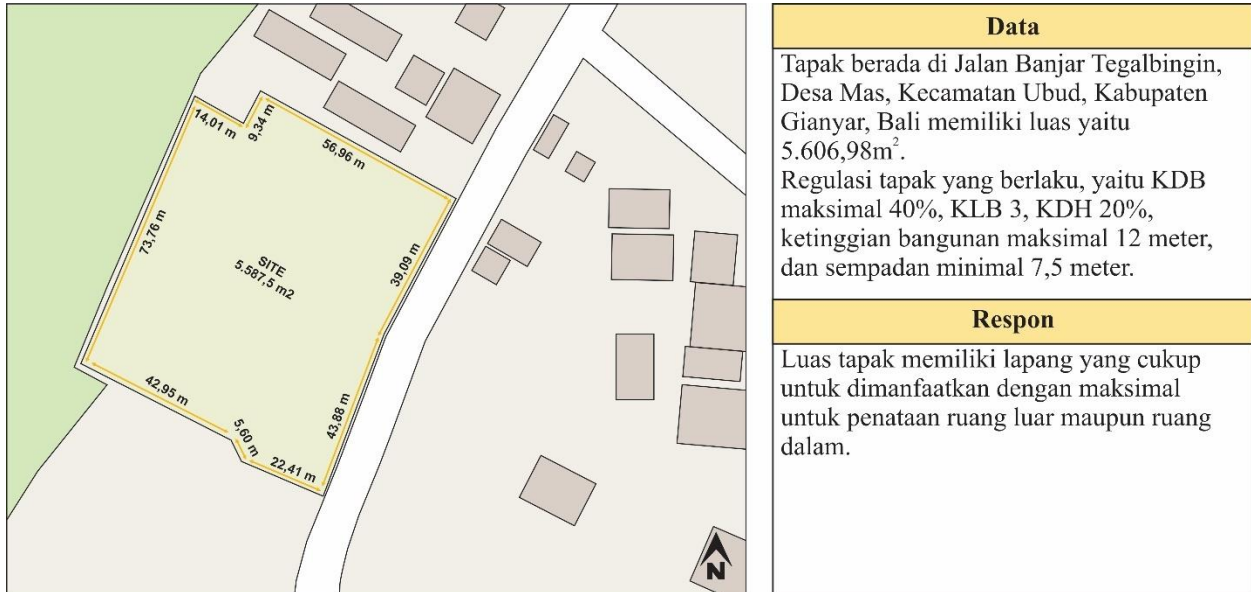 14,01 m
9,34 m
56,96 m
73,76 m
SITE
5.587,5 m2
39,09 m
42,95 m
5,60 m
43,88 m
22,41 m
N
Data
Tapak berada di Jalan Banjar Tegalbingin,
Desa Mas, Kecamatan Ubud, Kabupaten
Gianyar, Bali memiliki luas yaitu
5.606,98m².
Regulasi tapak yang berlaku, yaitu KDB
maksimal 40%, KLB 3, KDH 20%,
ketinggian bangunan maksimal 12 meter,
dan sempadan minimal 7,5 meter.
Respon
Luas tapak memiliki lapang yang cukup
untuk dimanfaatkan dengan maksimal
untuk penataan ruang luar maupun ruang
dalam.